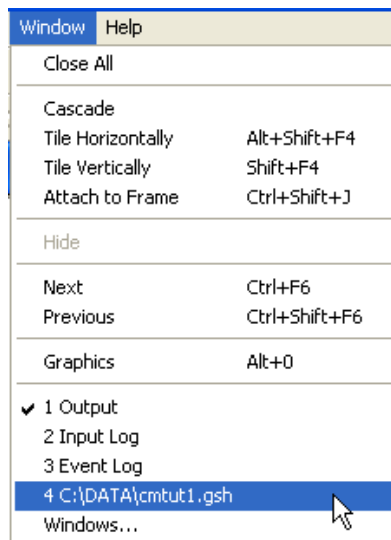 Window Help
Close All
Cascade
Tile Horizontally Alt+Shift+F4
Tile Vertically Shift+F4
Attach to Frame Ctrl+Shift+J
Hide
Next Ctrl+F6
Previous Ctrl+Shift+F6
Graphics Alt+0
✓ 1 Output
2 Input Log
3 Event Log
4 C:\DATA\cmtut1.gsh
Windows...